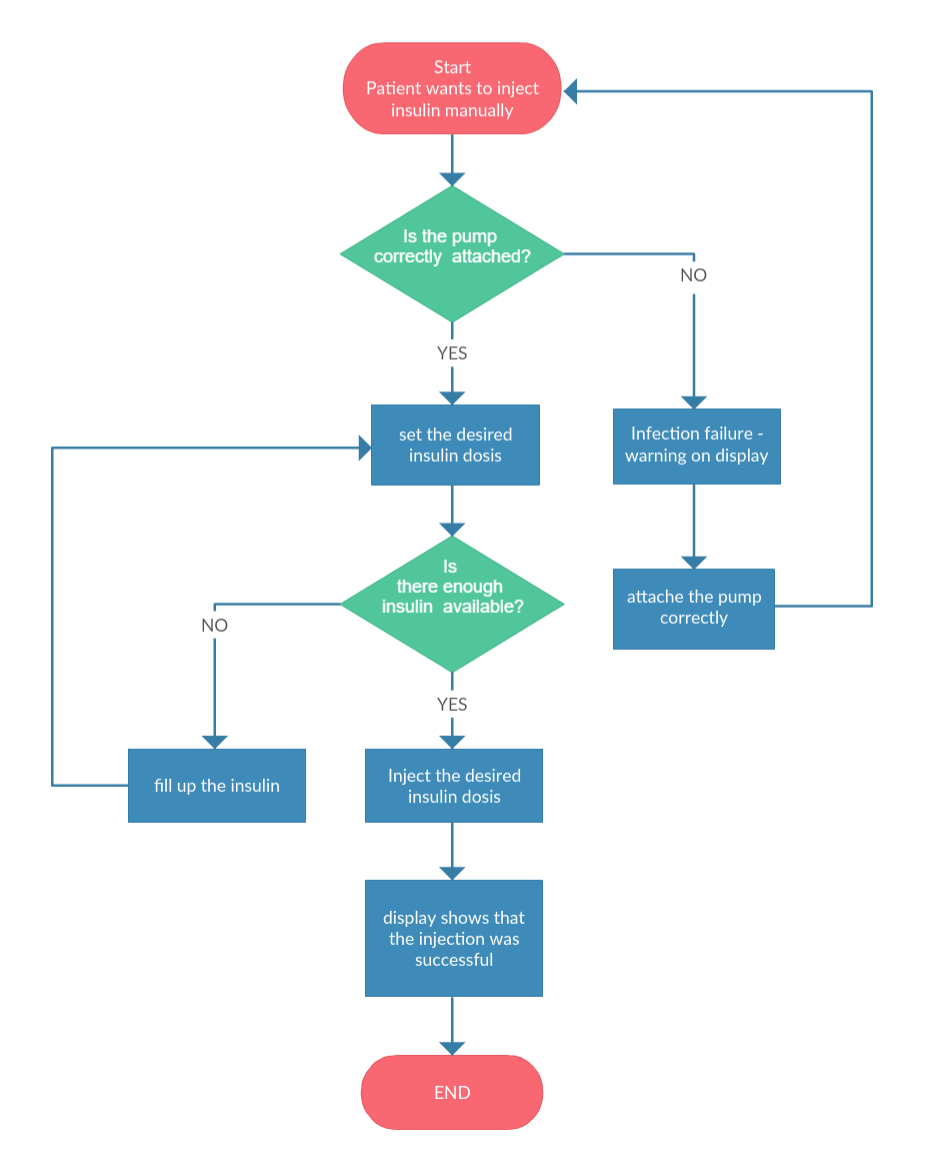 Start
Patient wants to inject
insulin manually
Is the pump
correctly attached?
NO
YES
set the desired
insulin dosis
Infection failure -
warning on display
Is
there enough
insulin available?
attache the pump
correctly
NO
YES
fill up the insulin
Inject the desired
insulin dosis
display shows that
the injection was
successful
END